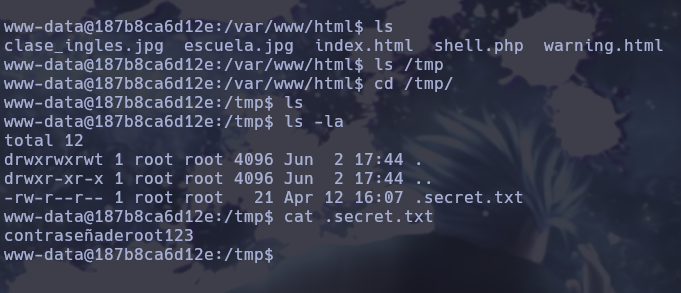 www-data@187b8ca6d12e:/var/www/html$ ls
clase_ingles.jpg  escuela.jpg  index.html  shell.php  warning.html
www-data@187b8ca6d12e:/var/www/html$ ls /tmp
www-data@187b8ca6d12e:/var/www/html$ cd /tmp/
www-data@187b8ca6d12e:/tmp$ ls
www-data@187b8ca6d12e:/tmp$ ls -la
total 12
drwxrwxrwt 1 root root 4096 Jun  2 17:44 .
drwxr-xr-x 1 root root 4096 Jun  2 17:44 ..
-rw-r--r-- 1 root root   21 Apr 12 16:07 .secret.txt
www-data@187b8ca6d12e:/tmp$ cat .secret.txt
contraseñaderoot123
www-data@187b8ca6d12e:/tmp$